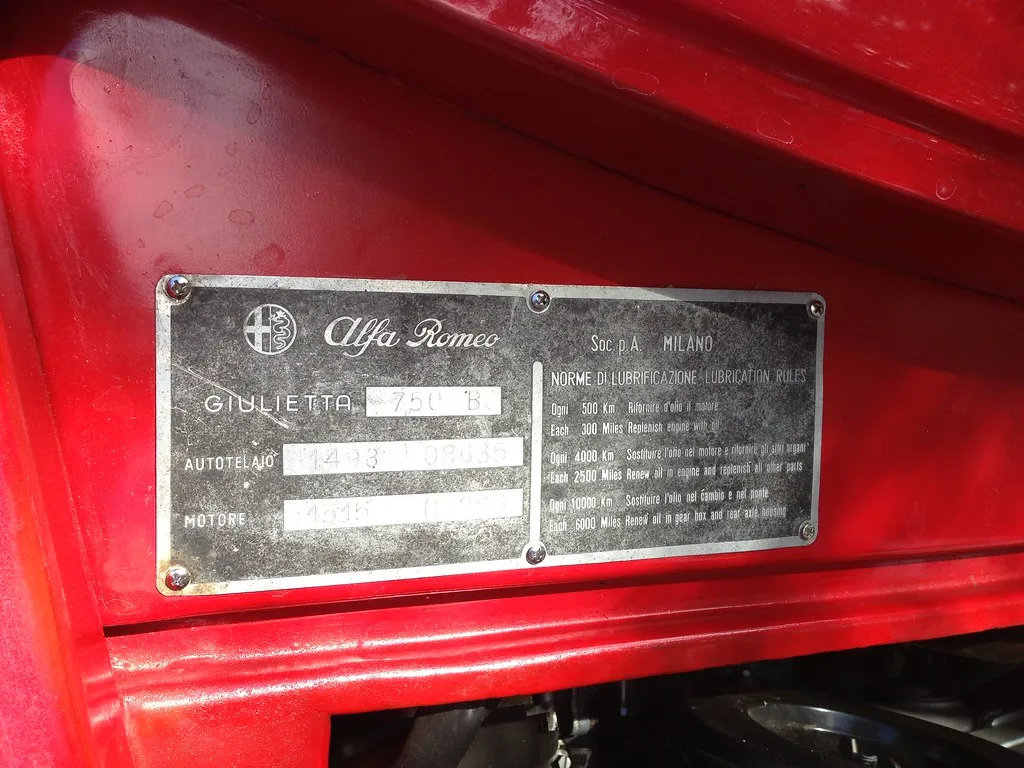 Alfa Romeo
GIULIETTA 750 B
AUTOTELAIO 1493
MOTORE
Soc p.A. MILANO
NORME DI LUBRIFICAZIONE - LUBRICATION RULES
Ogni 500 Km Rifornire d'olio il motore
Each 300 Miles Replenish engine with oil
Ogni 4000 Km Sostituire l'olio nel motore e rifornire gli altri organi
Each 2500 Miles Renew oil in engine and replenish all other parts
Ogni 10000 Km Sostituire l'olio nel cambio e nel ponte
Each 6000 Miles Renew oil in gear box and rear axle housing